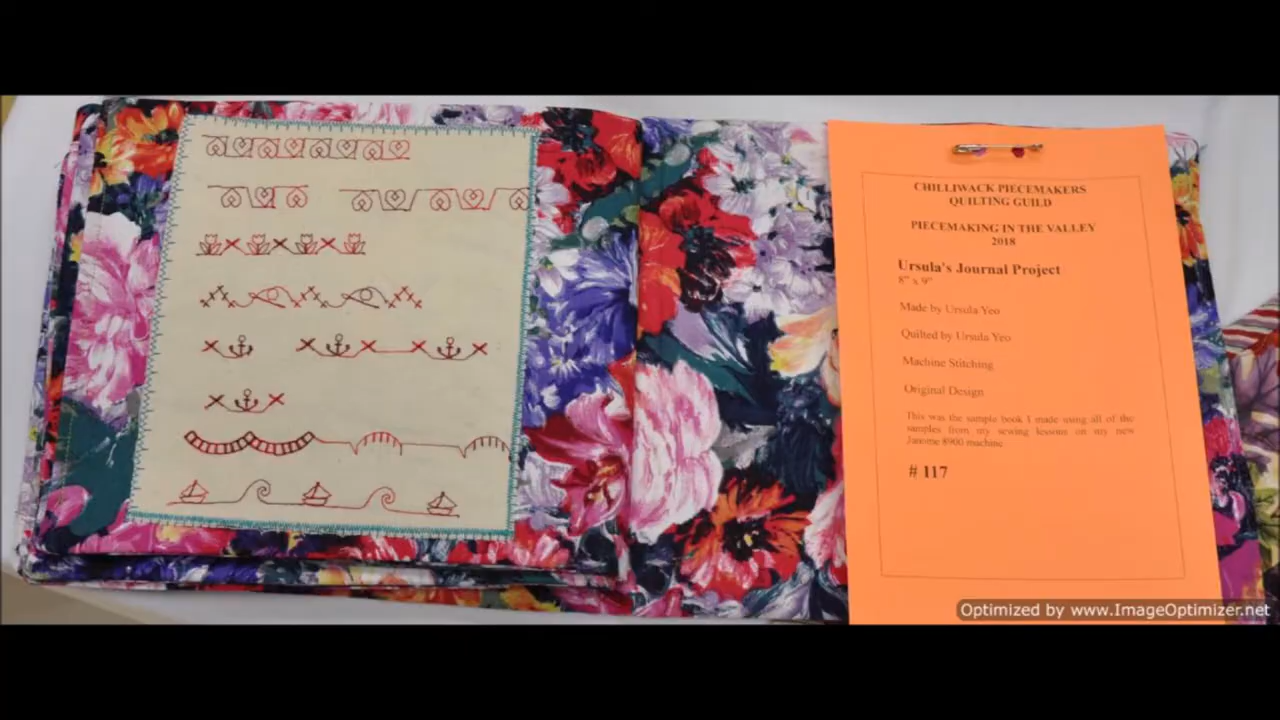 CHILLIWACK PIECEMAKERS
QUILTING GUILD
PIECEMAKING IN THE VALLEY
2018
Ursula's Journal Project
8" x 9"
Made by Ursula Yeo
Quilted by Ursula Yeo
Machine Stitching
Original Design
This was the sample book I made using all of the
samples from my sewing lessons on my new
Janome 8900 machine
# 117
Optimized by www.ImageOptimizer.net